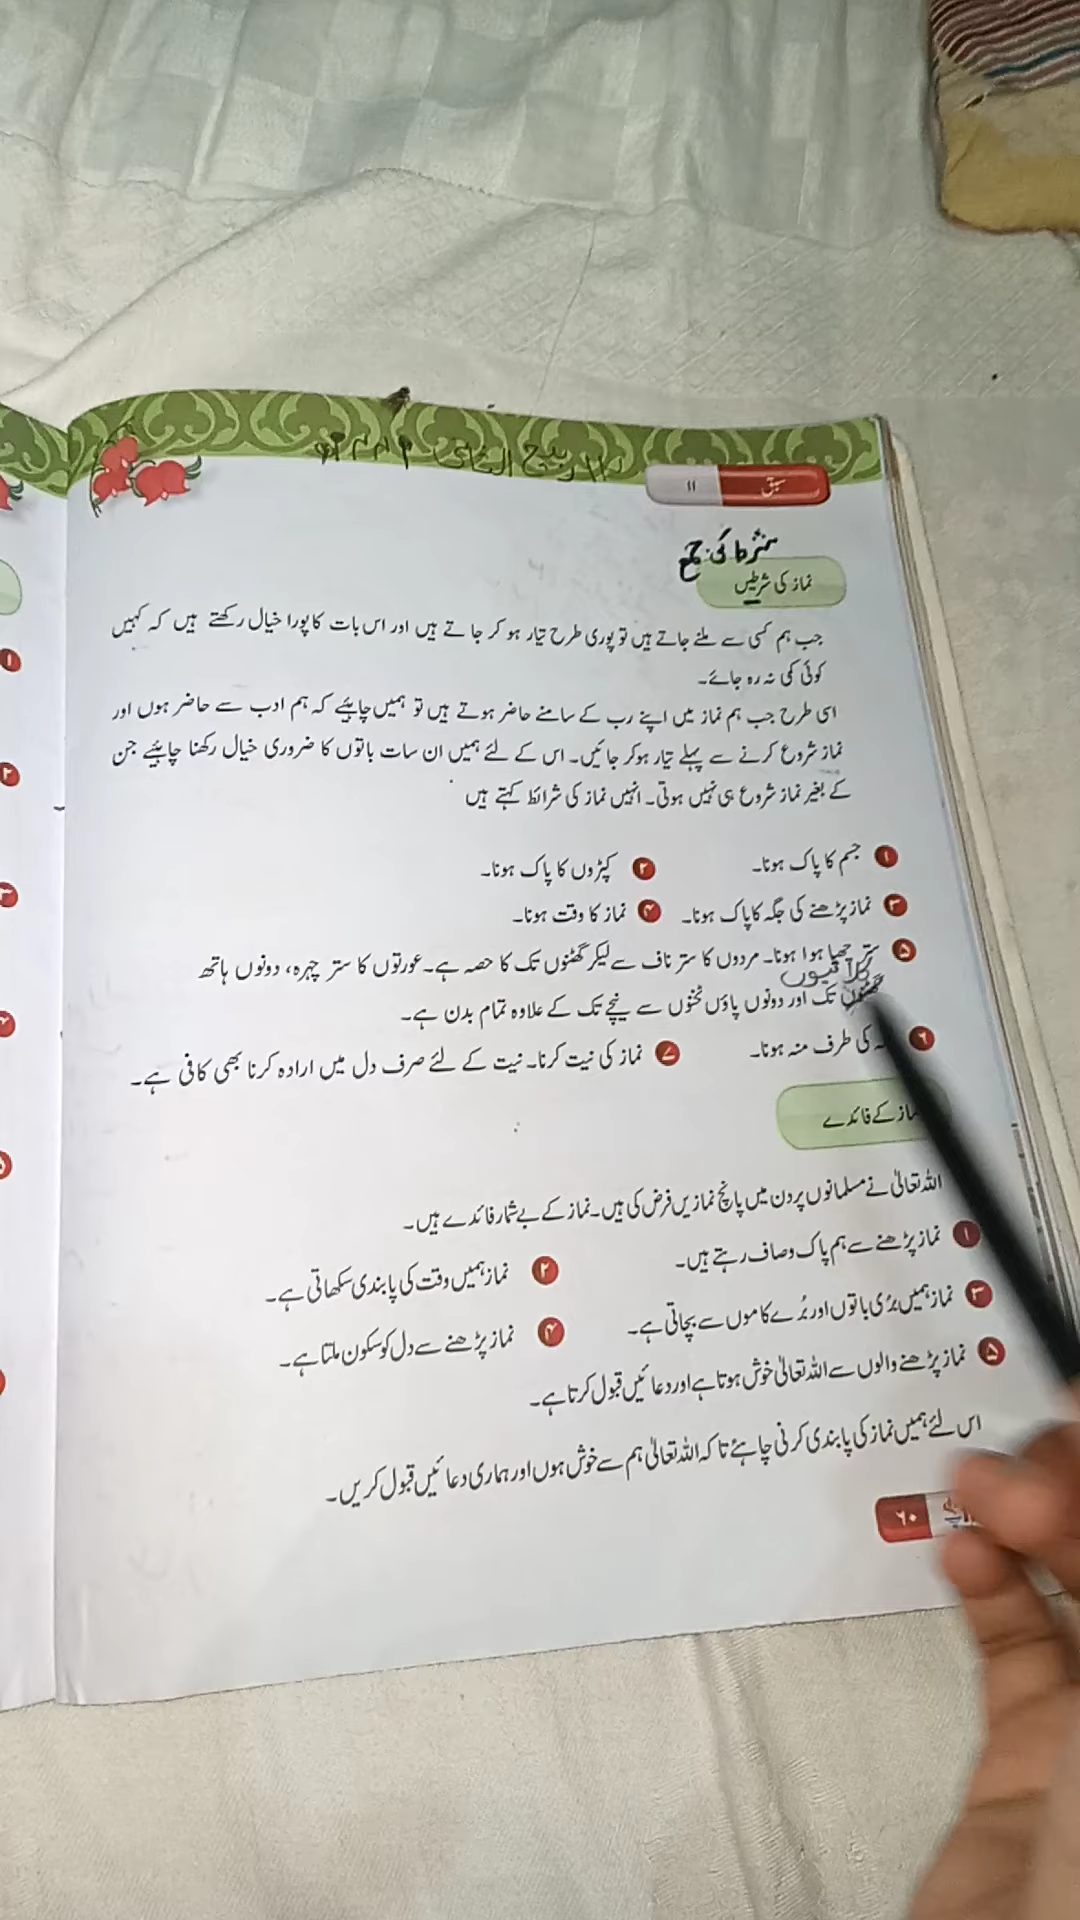 ۱۱ ربیع الثانی
سبق ۱۱
شرط کی جمع
نماز کی شرطیں
جب ہم کسی سے ملنے جاتے ہیں تو پوری طرح تیار ہو کر جاتے ہیں اور اس بات کا پورا خیال رکھتے ہیں کہ کہیں
کوئی کمی نہ رہ جائے۔
اسی طرح جب ہم نماز میں اپنے رب کے سامنے حاضر ہوتے ہیں تو ہمیں چاہیئے کہ ہم ادب سے حاضر ہوں اور
نماز شروع کرنے سے پہلے تیار ہوکر جائیں۔ اس کے لئے ہمیں ان سات باتوں کا ضروری خیال رکھنا چاہیئے جن
کے بغیر نماز شروع ہی نہیں ہوتی۔ انہیں نماز کی شرائط کہتے ہیں
۱ جسم کا پاک ہونا۔ ۲ کپڑوں کا پاک ہونا۔
۳ نماز پڑھنے کی جگہ کا پاک ہونا۔ ۴ نماز کا وقت ہونا۔
۵ ستر چھپا ہوا ہونا۔ مردوں کا ستر ناف سے لیکر گھٹنوں تک کا حصہ ہے۔ عورتوں کا ستر چہرہ، دونوں ہاتھ
کلائیوں
تک اور دونوں پاؤں ٹخنوں سے نیچے تک کے علاوہ تمام بدن ہے۔
۶ کی طرف منہ ہونا۔ ۷ نماز کی نیت کرنا۔ نیت کے لئے صرف دل میں ارادہ کرنا بھی کافی ہے۔
نماز کے فائدے
اللہ تعالیٰ نے مسلمانوں پر دن میں پانچ نمازیں فرض کی ہیں۔ نماز کے بے شمار فائدے ہیں۔
۱ نماز پڑھنے سے ہم پاک وصاف رہتے ہیں۔ ۲ نماز ہمیں وقت کی پابندی سکھاتی ہے۔
۳ نماز ہمیں بُری باتوں اور بُرے کاموں سے بچاتی ہے۔ ۴ نماز پڑھنے سے دل کو سکون ملتا ہے۔
۵ نماز پڑھنے والوں سے اللہ تعالیٰ خوش ہوتا ہے اور دعائیں قبول کرتا ہے۔
اس لئے ہمیں نماز کی پابندی کرنی چاہئے تاکہ اللہ تعالیٰ ہم سے خوش ہوں اور ہماری دعائیں قبول کریں۔
۶۰